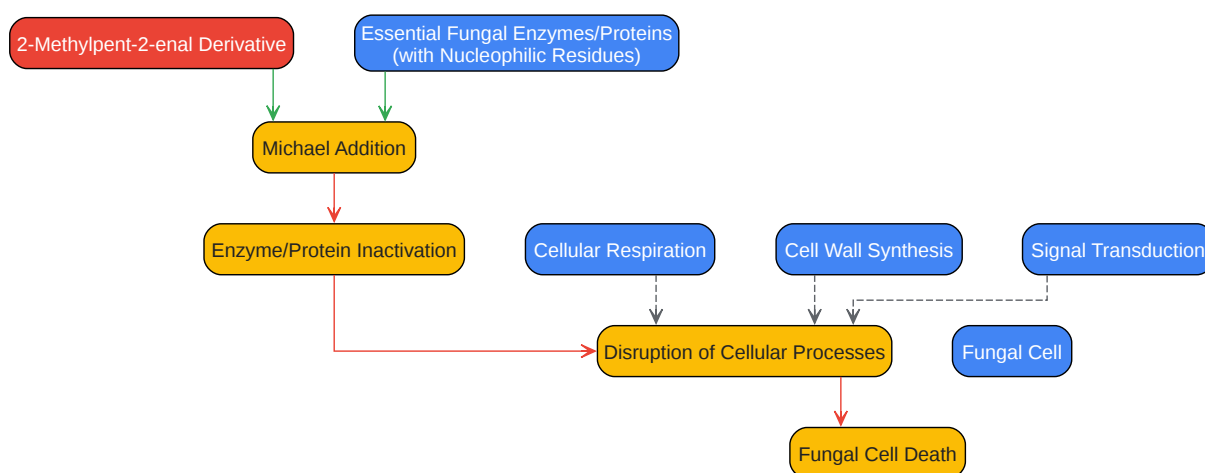 2-Methylpent-2-enal Derivative
Essential Fungal Enzymes/Proteins
(with Nucleophilic Residues)
Michael Addition
Enzyme/Protein Inactivation
Cellular Respiration
Cell Wall Synthesis
Signal Transduction
Disruption of Cellular Processes
Fungal Cell
Fungal Cell Death